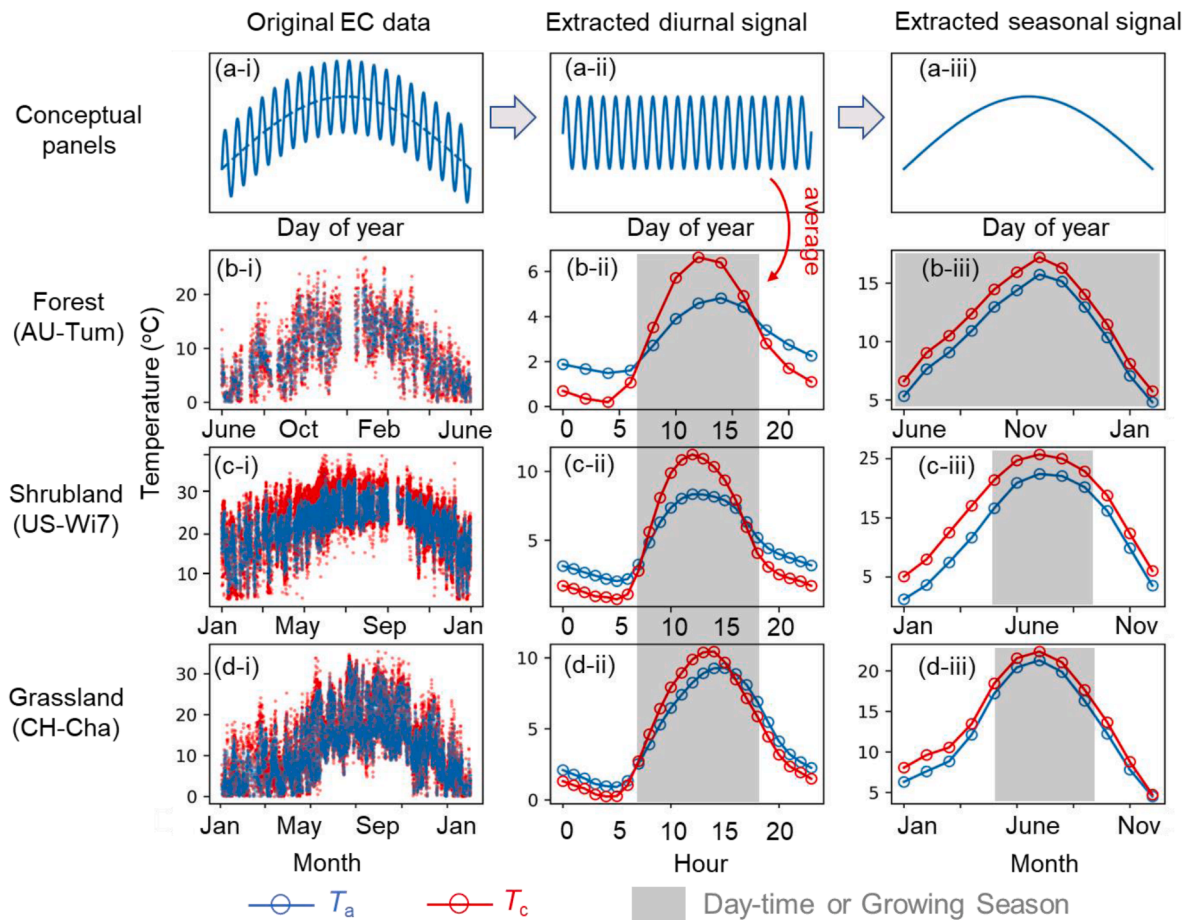 Original EC data
Extracted diurnal signal
Extracted seasonal signal
Conceptual
panels
(a-i)
(a-ii)
(a-iii)
Day of year
Day of year
Day of year
average
Temperature (°C)
Forest
(AU-Tum)
(b-i)
20
10
0
June Oct Feb June
(b-ii)
6
4
2
0
0 5 10 15 20
(b-iii)
15
10
5
June Nov Jan
Shrubland
(US-Wi7)
(c-i)
30
20
10
Jan May Sep Jan
(c-ii)
10
5
0 5 10 15 20
(c-iii)
25
15
5
Jan June Nov
Grassland
(CH-Cha)
(d-i)
30
20
10
0
Jan May Sep Jan
Month
(d-ii)
10
5
0
0 5 10 15 20
Hour
(d-iii)
20
15
10
5
Jan June Nov
Month
Ta
Tc
Day-time or Growing Season